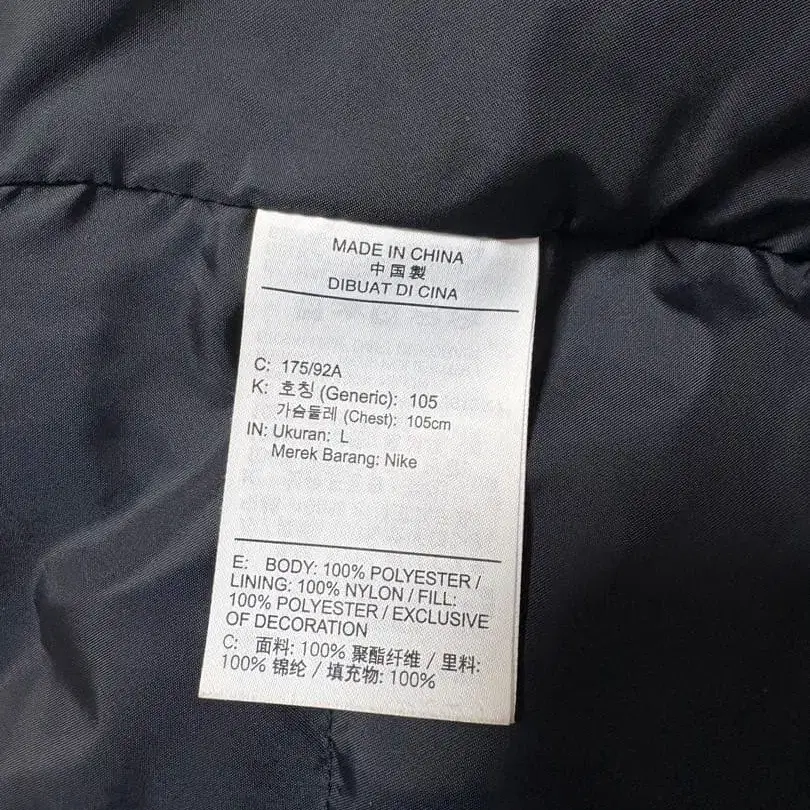 MADE IN CHINA
中国製
DIBUAT DI CINA
C: 175/92A
K: 호칭 (Generic): 105
가슴둘레 (Chest): 105cm
IN: Ukuran: L
Merek Barang: Nike
E: BODY: 100% POLYESTER /
LINING: 100% NYLON / FILL:
100% POLYESTER / EXCLUSIVE
OF DECORATION
C: 面料: 100% 聚酯纤维 / 里料:
100% 锦纶 / 填充物: 100%